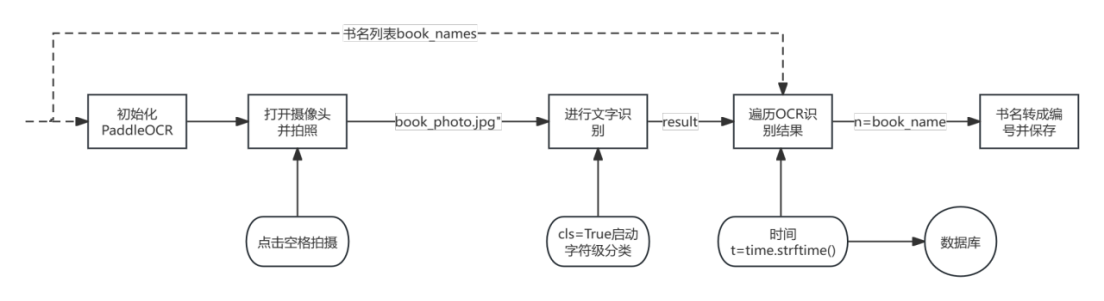 书名列表book_names
初始化
PaddleOCR
打开摄像头
并拍照
book_photo.jpg"
进行文字识
别
result
遍历OCR识
别结果
n=book_name
书名转成编
号并保存
点击空格拍摄
cls=True启动
字符级分类
时间
t=time.strftime()
数据库